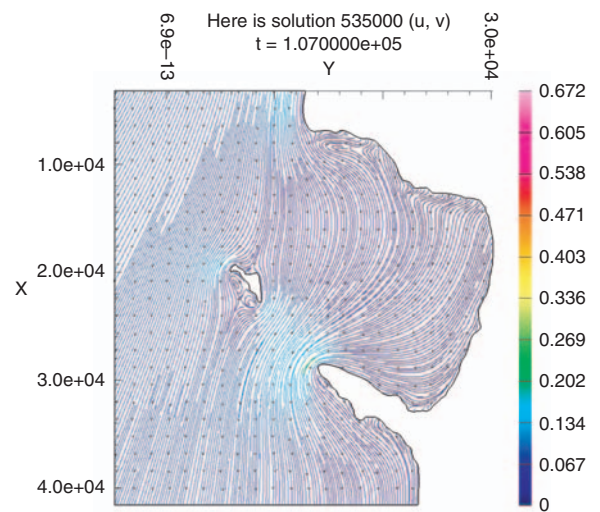 Here is solution 535000 (u, v)
t = 1.070000e+05
Y
6.9e–13
3.0e+04
X
1.0e+04
2.0e+04
3.0e+04
4.0e+04
0.672
0.605
0.538
0.471
0.403
0.336
0.269
0.202
0.134
0.067
0